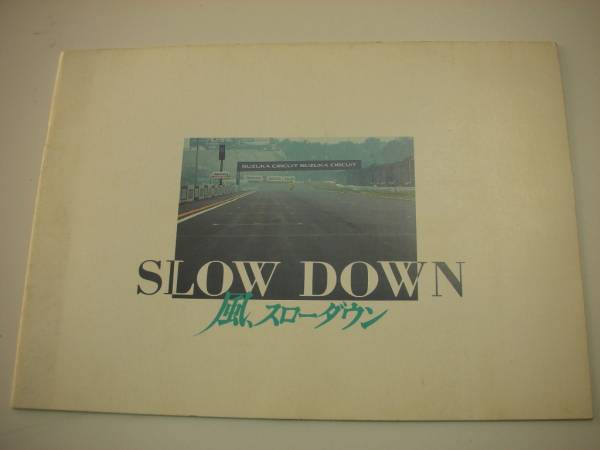 SUZUKA CIRCUIT SUZUKA CIRCUIT
SLOW DOWN
風、スローダウン